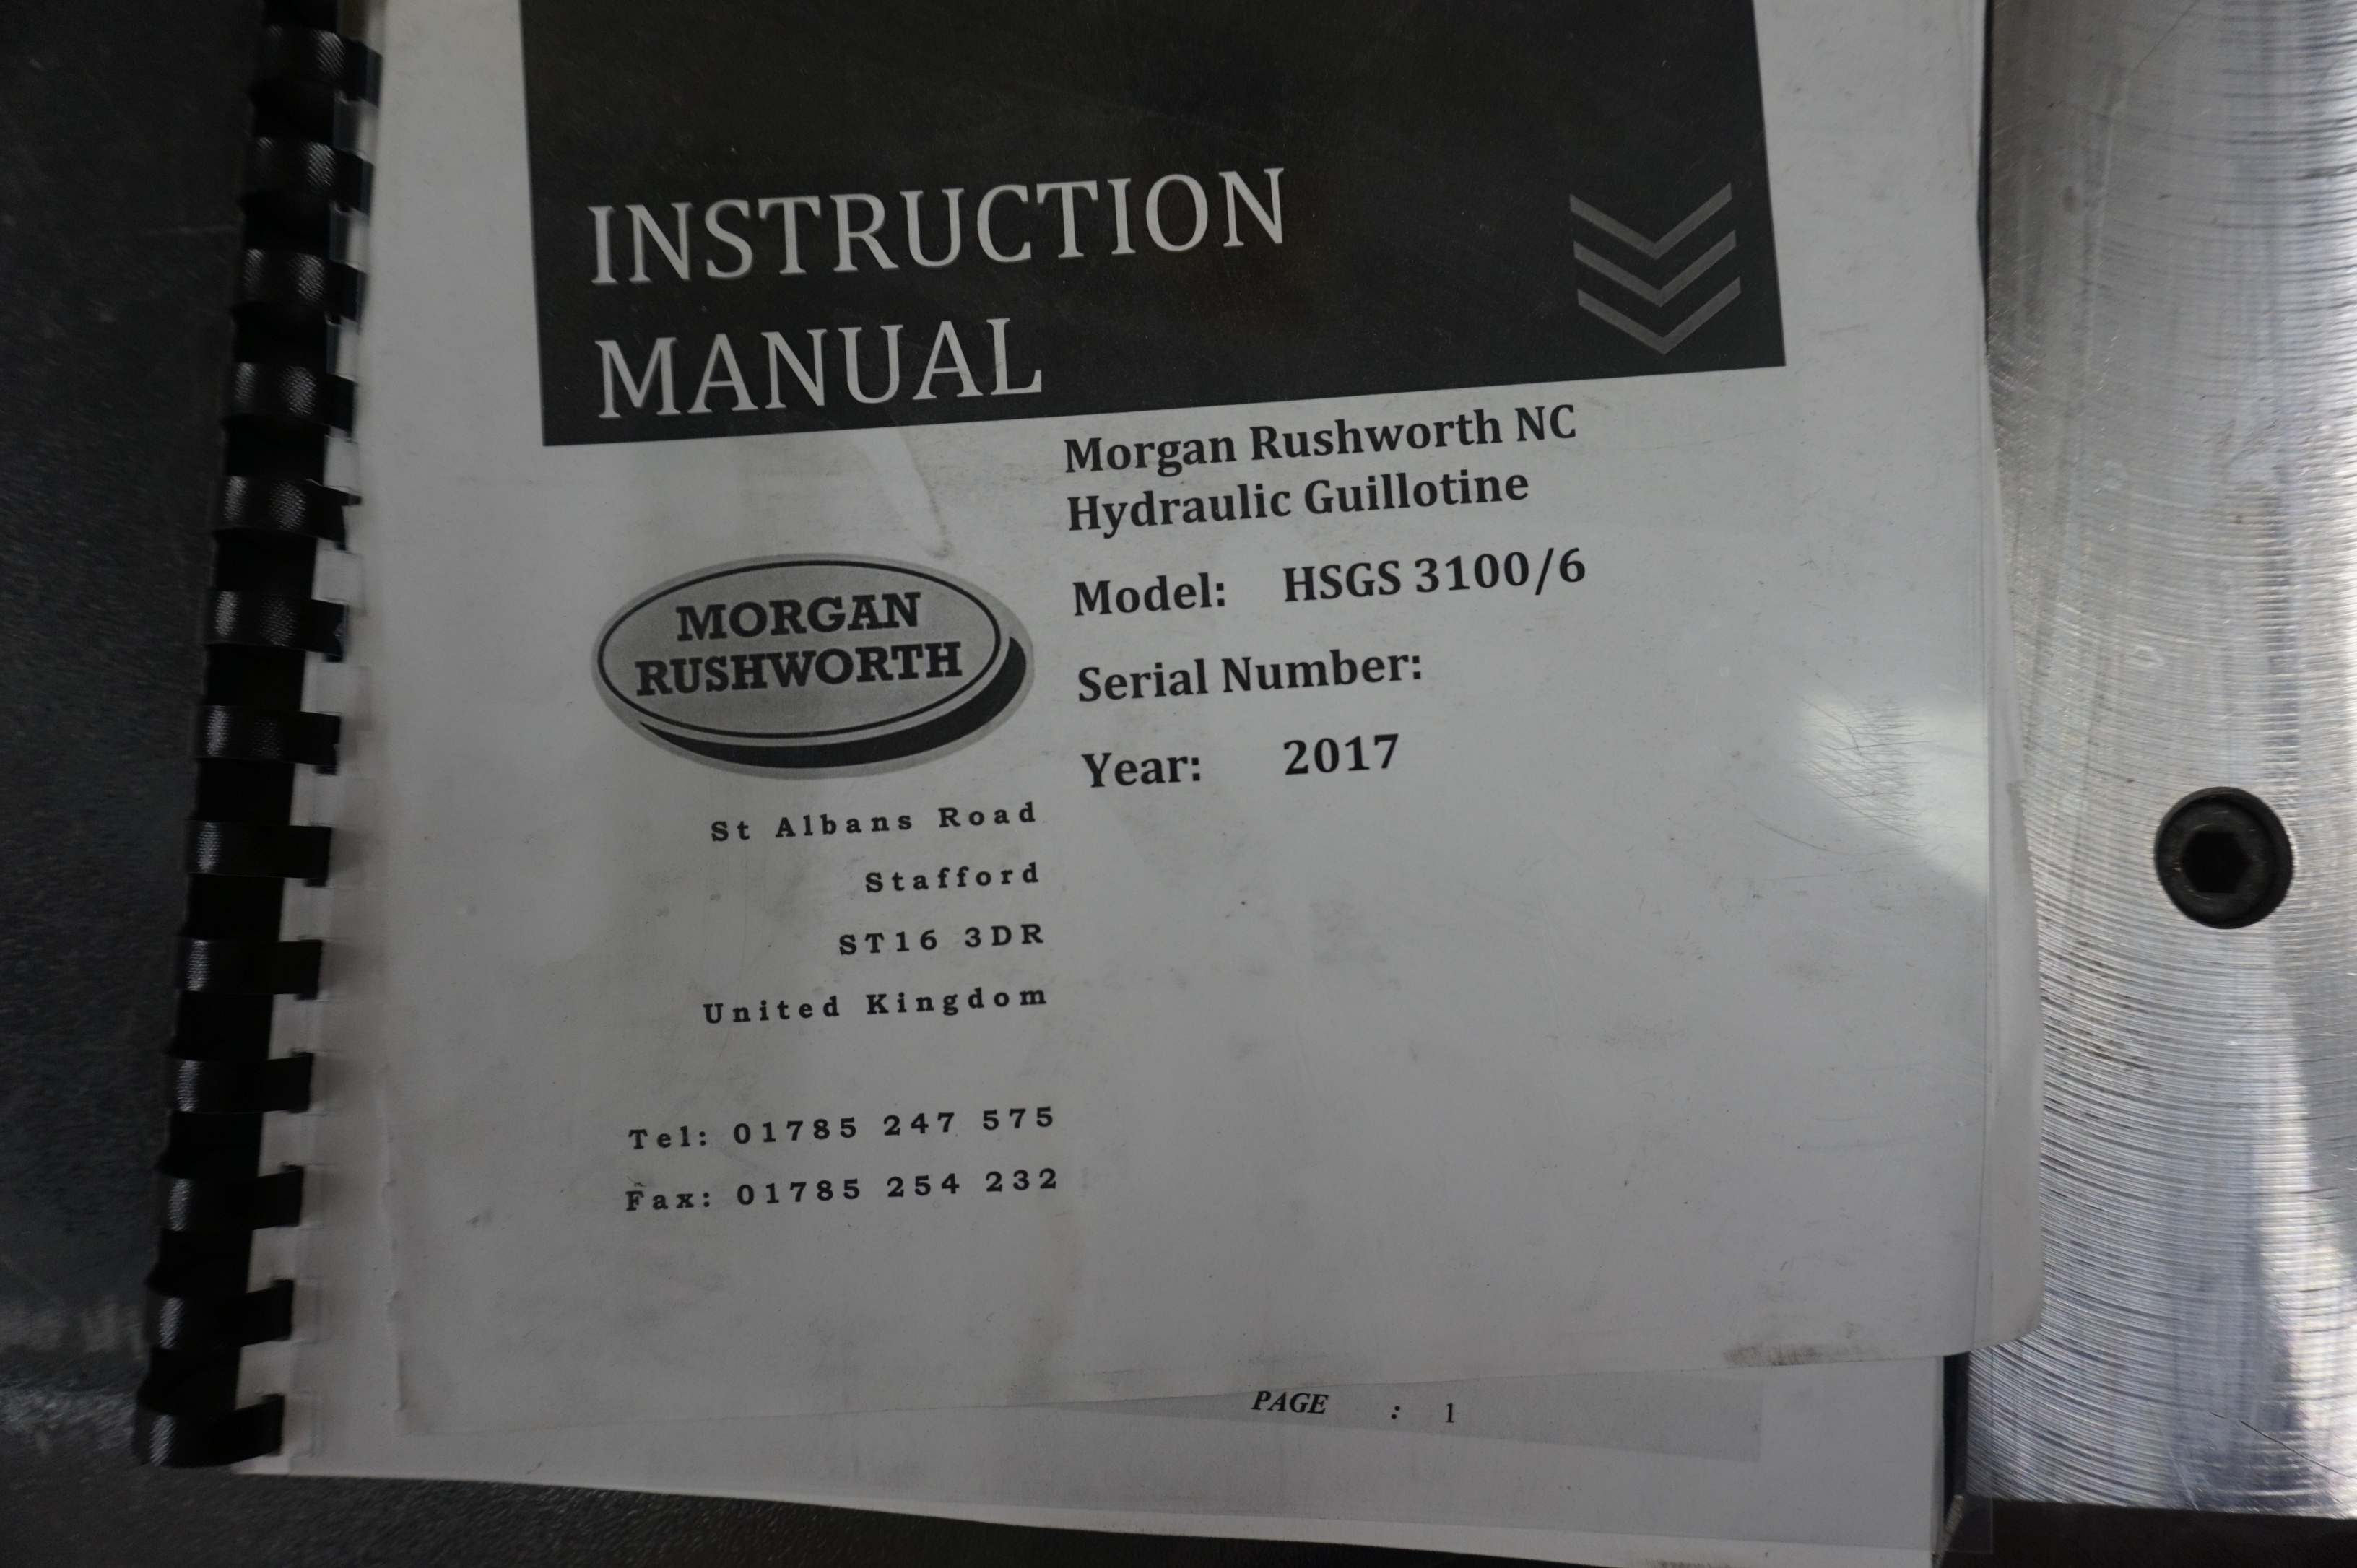 INSTRUCTION
MANUAL
Morgan Rushworth NC
Hydraulic Guillotine
Model: HSGS 3100/6
Serial Number:
Year: 2017
MORGAN
RUSHWORTH
St Albans Road
Stafford
ST16 3DR
United Kingdom
Tel: 01785 247 575
Fax: 01785 254 232
PAGE : 1